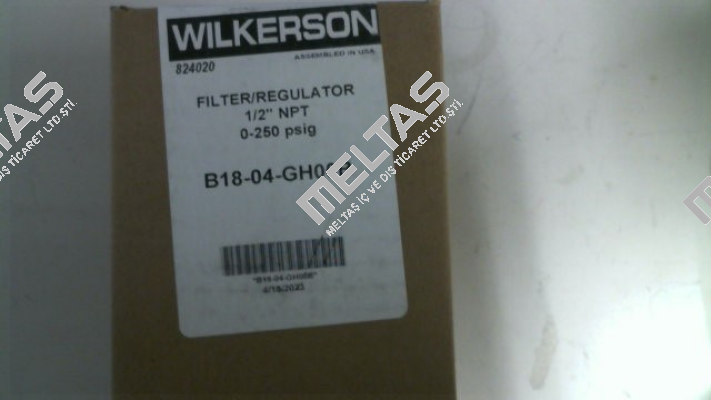 WILKERSON
ASSEMBLED IN USA
824020
FILTER/REGULATOR
1/2" NPT
0-250 psig
MELTAS
MELTAŞ İÇ VE DIŞ TİCARET LTD.ŞTİ.